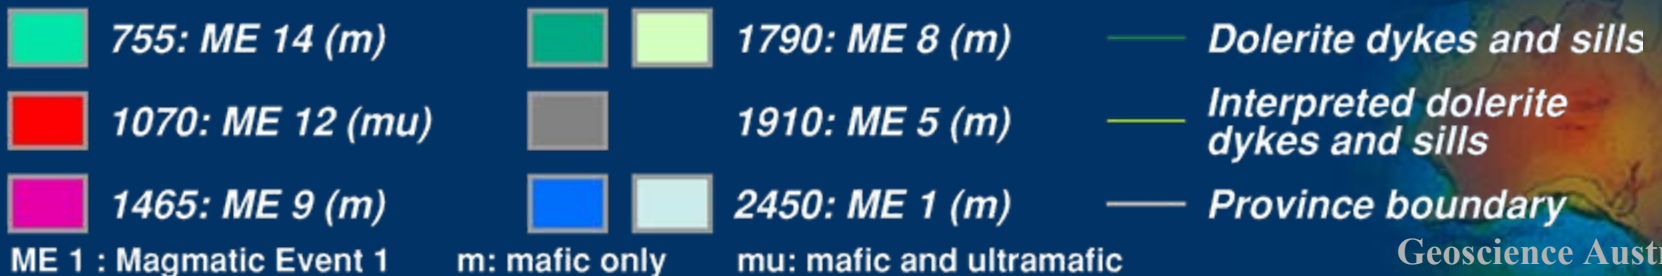 755: ME 14 (m)
1070: ME 12 (mu)
1465: ME 9 (m)
1790: ME 8 (m)
1910: ME 5 (m)
2450: ME 1 (m)
Dolerite dykes and sills
Interpreted dolerite
dykes and sills
Province boundary
ME 1 : Magmatic Event 1 m: mafic only mu: mafic and ultramafic
Geoscience